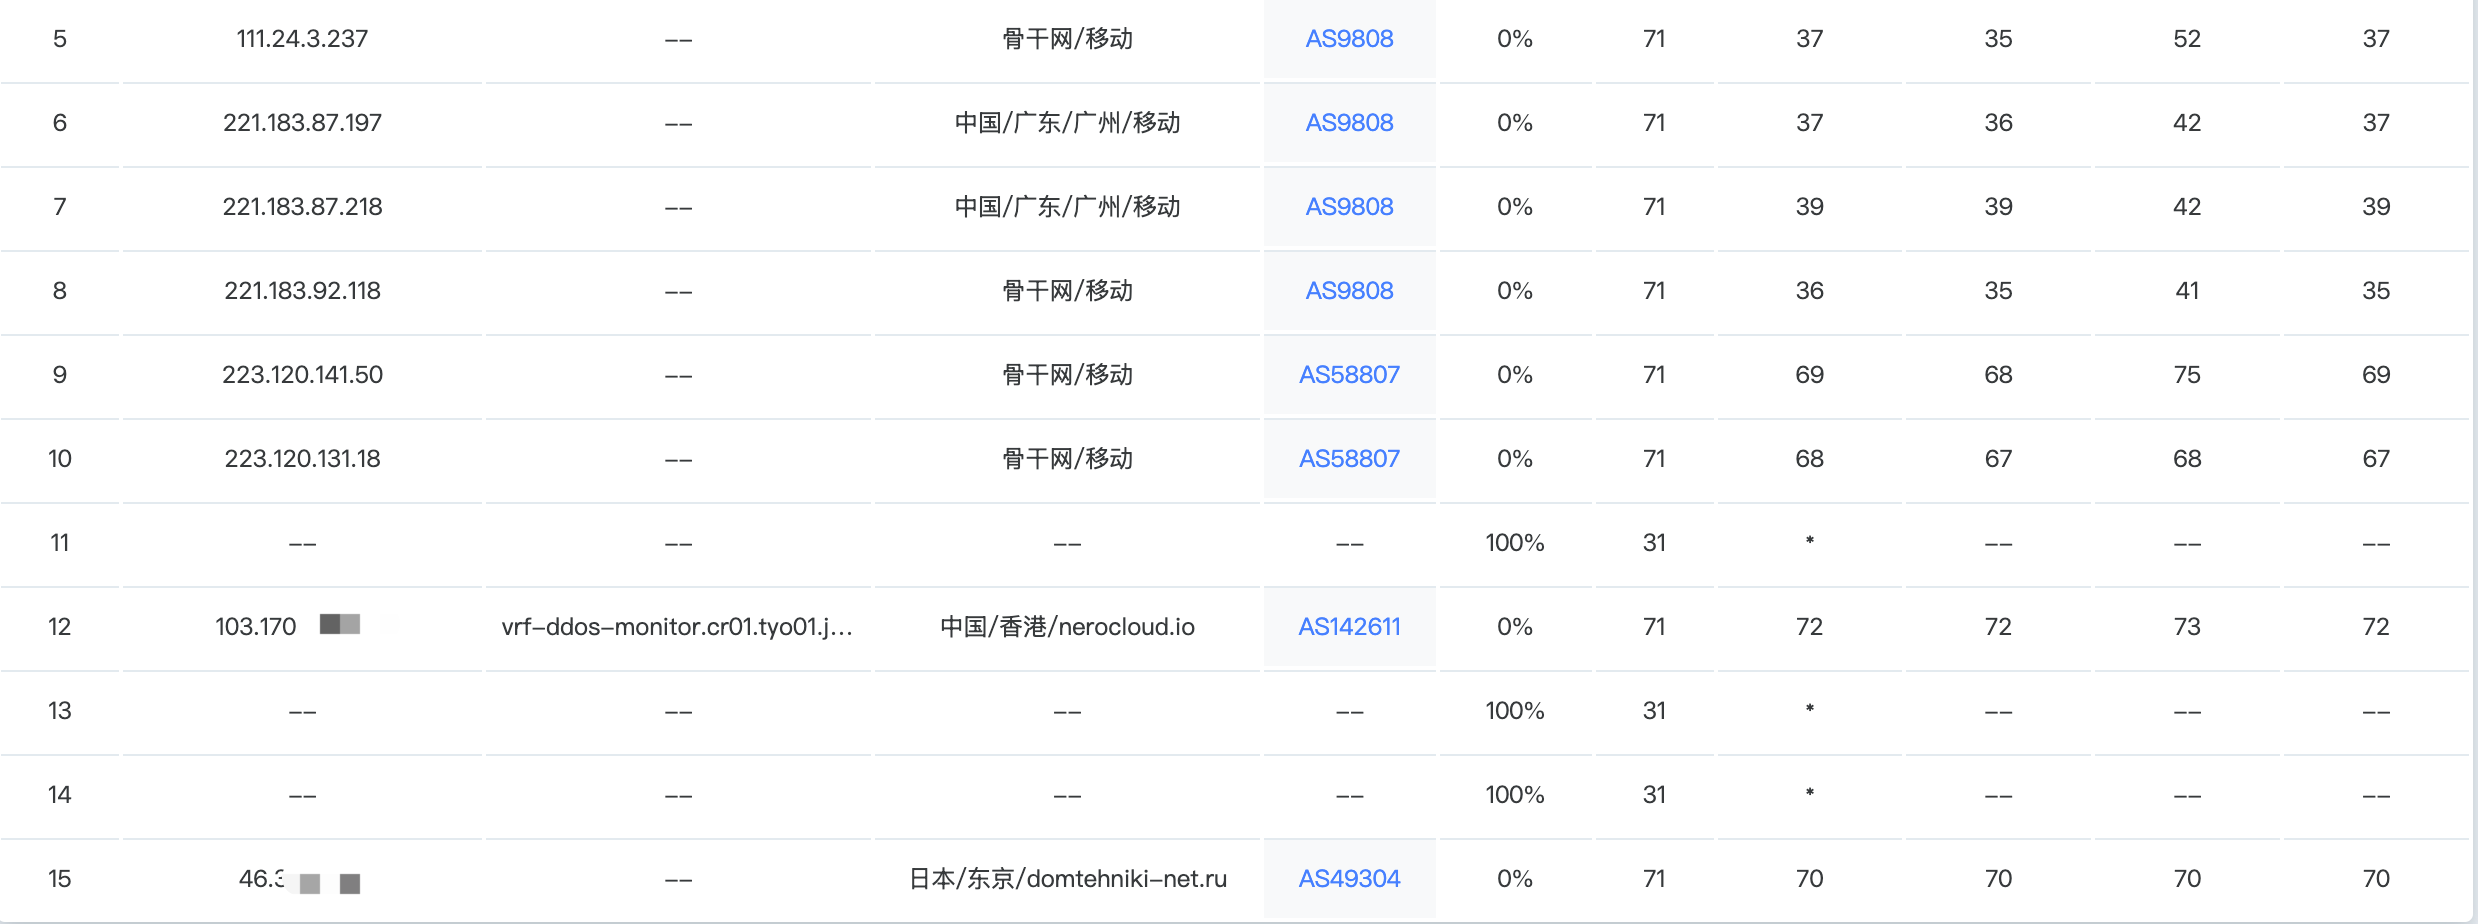 5 111.24.3.237 -- 骨干网/移动 AS9808 0% 71 37 35 52 37
6 221.183.87.197 -- 中国/广东/广州/移动 AS9808 0% 71 37 36 42 37
7 221.183.87.218 -- 中国/广东/广州/移动 AS9808 0% 71 39 39 42 39
8 221.183.92.118 -- 骨干网/移动 AS9808 0% 71 36 35 41 35
9 223.120.141.50 -- 骨干网/移动 AS58807 0% 71 69 68 75 69
10 223.120.131.18 -- 骨干网/移动 AS58807 0% 71 68 67 68 67
11 -- -- -- -- 100% 31 * -- -- --
12 103.170 vrf-ddos-monitor.cr01.tyo01.j... 中国/香港/nerocloud.io AS142611 0% 71 72 72 73 72
13 -- -- -- -- 100% 31 * -- -- --
14 -- -- -- -- 100% 31 * -- -- --
15 46.3 -- 日本/东京/domtehniki-net.ru AS49304 0% 71 70 70 70 70